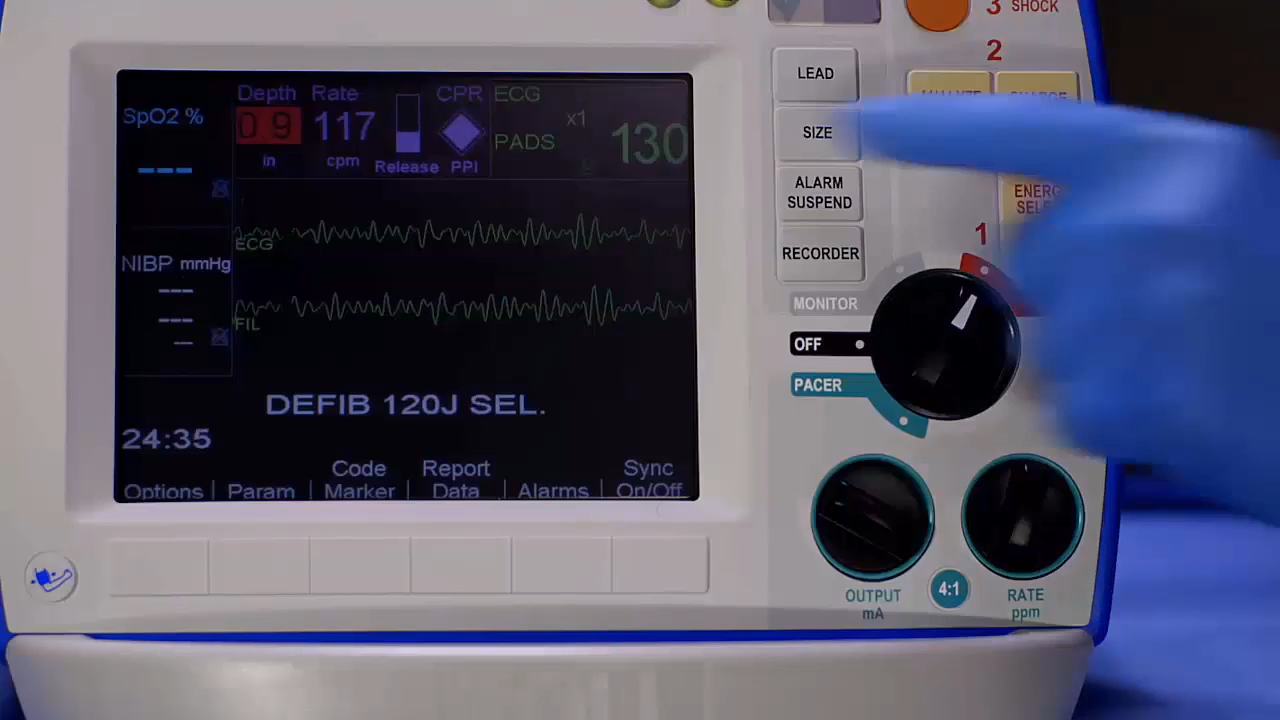 SpO2 %
---
Depth Rate CPR
0.9 117
in cpm Release PPI
ECG
x1
PADS
130
ECG
NIBP mmHg
---
---
--
FIL
DEFIB 120J SEL.
24:35
Options
Param
Code
Marker
Report
Data
Alarms
Sync
On/Off
3 SHOCK
2
LEAD
SIZE
ALARM
SUSPEND
RECORDER
1
MONITOR
OFF
PACER
OUTPUT
mA
4:1
RATE
ppm